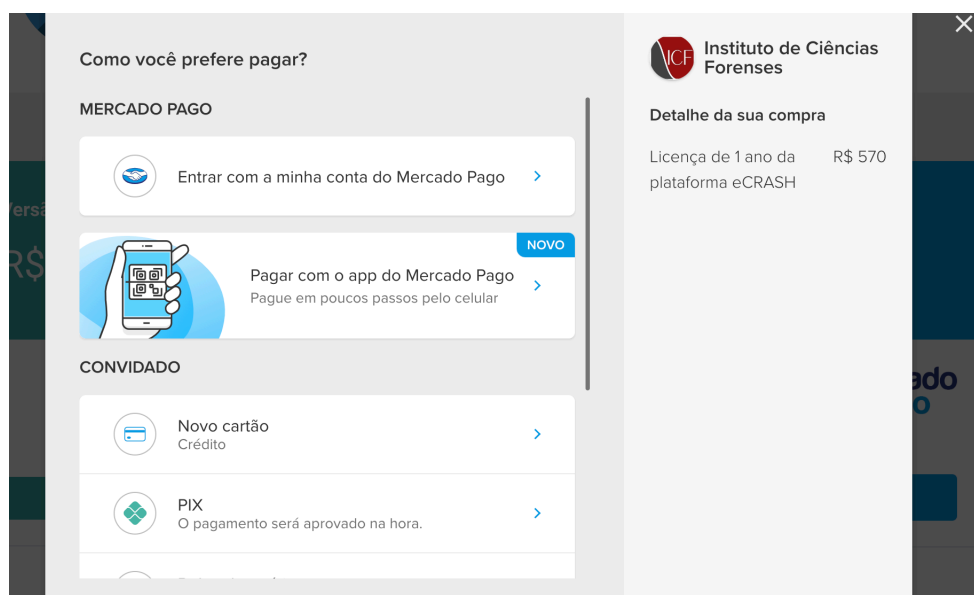 Como você prefere pagar?
MERCADO PAGO
Entrar com a minha conta do Mercado Pago
NOVO
Pagar com o app do Mercado Pago
Pague em poucos passos pelo celular
CONVIDADO
Novo cartão
Crédito
PIX
O pagamento será aprovado na hora.
ICF
Instituto de Ciências
Forenses
Detalhe da sua compra
Licença de 1 ano da R$ 570
plataforma eCRASH
R$